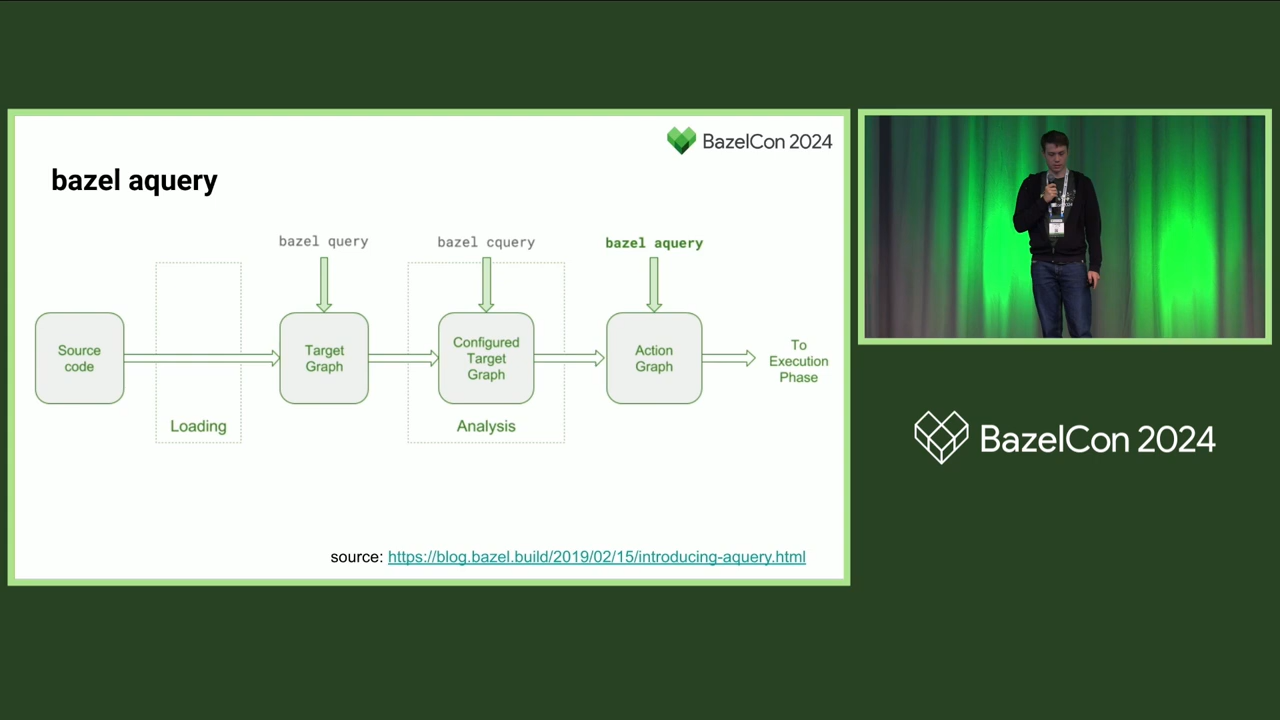 BazelCon 2024
bazel aquery
bazel query
bazel cquery
bazel aquery
Source
code
Target
Graph
Configured
Target
Graph
Action
Graph
To
Execution
Phase
Loading
Analysis
source: https://blog.bazel.build/2019/02/15/introducing-aquery.html
BazelCon 2024